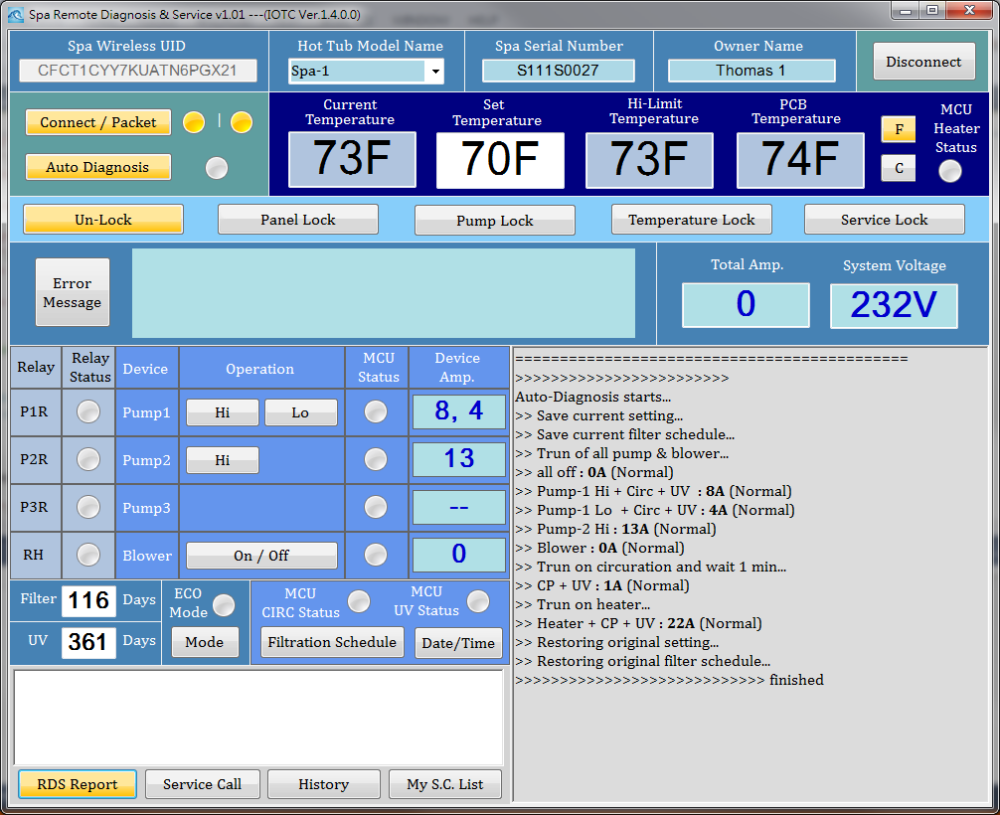 Spa Remote Diagnosis & Service v1.01 ---(IOTC Ver.1.4.0.0)
Spa Wireless UID
CFCT1CYY7KUATN6PGX21
Hot Tub Model Name
Spa-1
Spa Serial Number
S111S0027
Owner Name
Thomas 1
Disconnect
Connect / Packet
|
Auto Diagnosis
Current
Temperature
73F
Set
Temperature
70F
Hi-Limit
Temperature
73F
PCB
Temperature
74F
F
C
MCU
Heater
Status
Un-Lock
Panel Lock
Pump Lock
Temperature Lock
Service Lock
Error
Message
Total Amp.
0
System Voltage
232V
Relay
Relay
Status
Device
Operation
MCU
Status
Device
Amp.
P1R
Pump1
Hi
Lo
8, 4
P2R
Pump2
Hi
13
P3R
Pump3
--
RH
Blower
On / Off
0
Filter
116
Days
UV
361
Days
ECO
Mode
Mode
MCU
CIRC Status
MCU
UV Status
Filtration Schedule
Date/Time
RDS Report
Service Call
History
My S.C. List
============================================
>>>>>>>>>>>>>>>>>>>>>>>>
Auto-Diagnosis starts...
>> Save current setting...
>> Save current filter schedule...
>> Trun of all pump & blower...
>> all off : 0A (Normal)
>> Pump-1 Hi + Circ + UV : 8A (Normal)
>> Pump-1 Lo + Circ + UV : 4A (Normal)
>> Pump-2 Hi : 13A (Normal)
>> Blower : 0A (Normal)
>> Trun on circuration and wait 1 min...
>> CP + UV : 1A (Normal)
>> Trun on heater...
>> Heater + CP + UV : 22A (Normal)
>> Restoring original setting...
>> Restoring original filter schedule...
>>>>>>>>>>>>>>>>>>>>>>>>>>>> finished